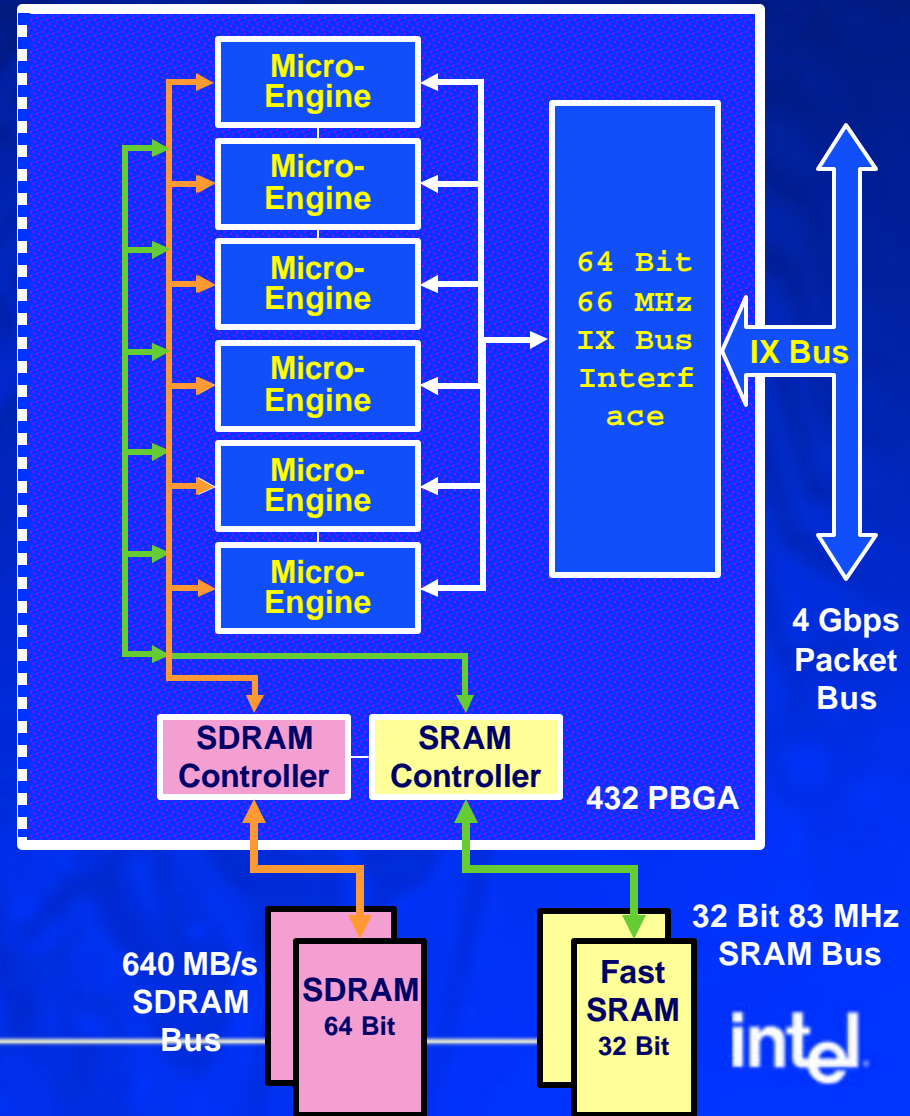 Micro-
Engine
Micro-
Engine
Micro-
Engine
Micro-
Engine
Micro-
Engine
Micro-
Engine
64 Bit
66 MHz
IX Bus
Interf
ace
IX Bus
4 Gbps
Packet
Bus
SDRAM
Controller
SRAM
Controller
432 PBGA
640 MB/s
SDRAM
Bus
SDRAM
64 Bit
Fast
SRAM
32 Bit
32 Bit 83 MHz
SRAM Bus
intel.